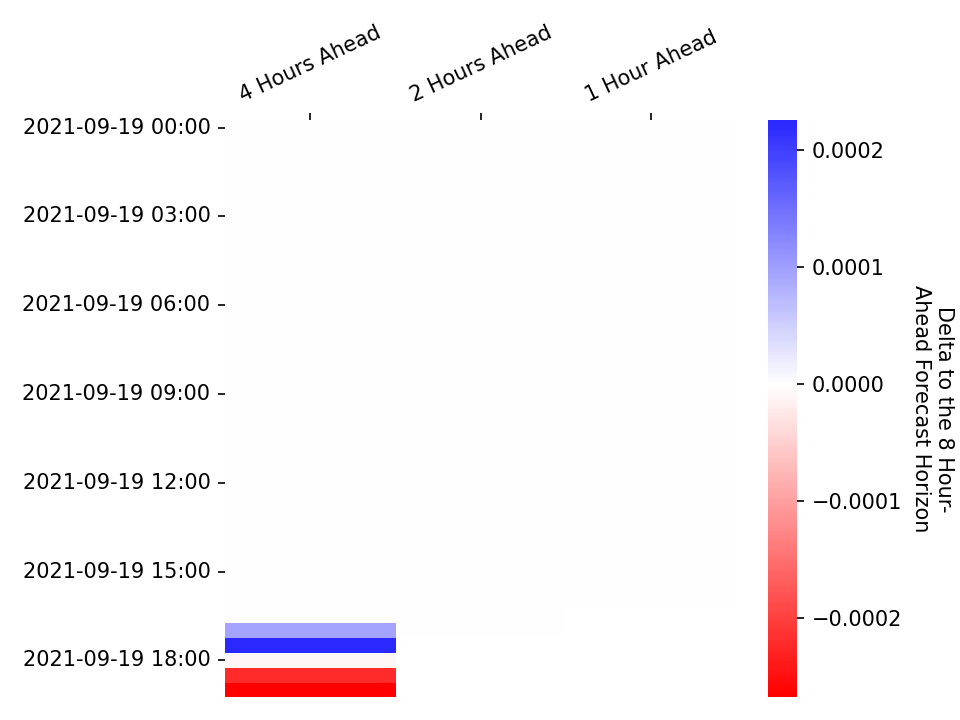 4 Hours Ahead
2 Hours Ahead
1 Hour Ahead
2021-09-19 00:00
2021-09-19 03:00
2021-09-19 06:00
2021-09-19 09:00
2021-09-19 12:00
2021-09-19 15:00
2021-09-19 18:00
0.0002
0.0001
0.0000
−0.0001
−0.0002
Delta to the 8 Hour-
Ahead Forecast Horizon